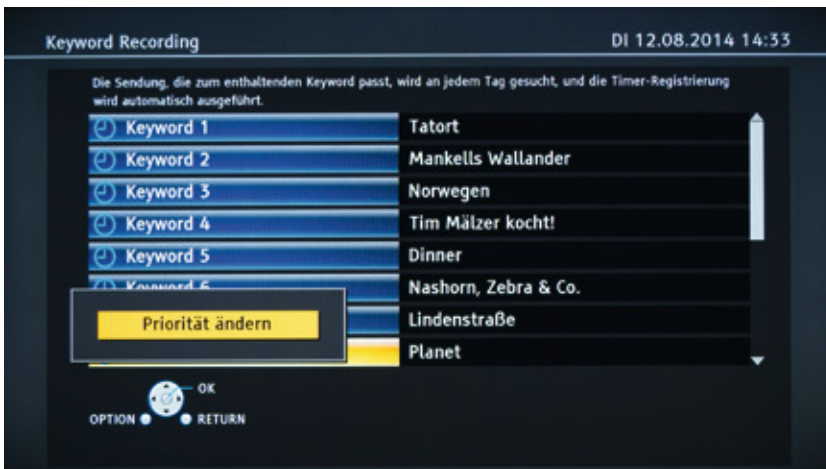 Keyword Recording
DI 12.08.2014 14:33
Die Sendung, die zum enthaltenden Keyword passt, wird an jedem Tag gesucht, und die Timer-Registrierung
wird automatisch ausgeführt.
Keyword 1 Tatort
Keyword 2 Mankells Wallander
Keyword 3 Norwegen
Keyword 4 Tim Mälzer kocht!
Keyword 5 Dinner
Keyword 6 Nashorn, Zebra & Co.
Priorität ändern
Lindenstraße
Planet
OK
OPTION RETURN